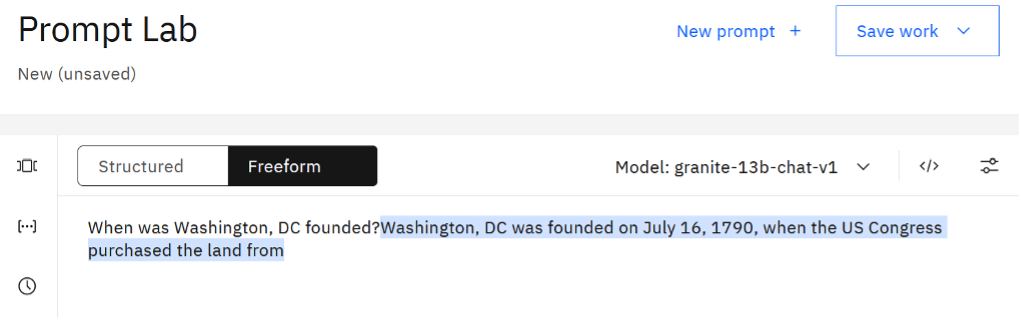 Prompt Lab
New prompt +
Save work
New (unsaved)
Structured
Freeform
Model: granite-13b-chat-v1
</>
When was Washington, DC founded?Washington, DC was founded on July 16, 1790, when the US Congress
purchased the land from